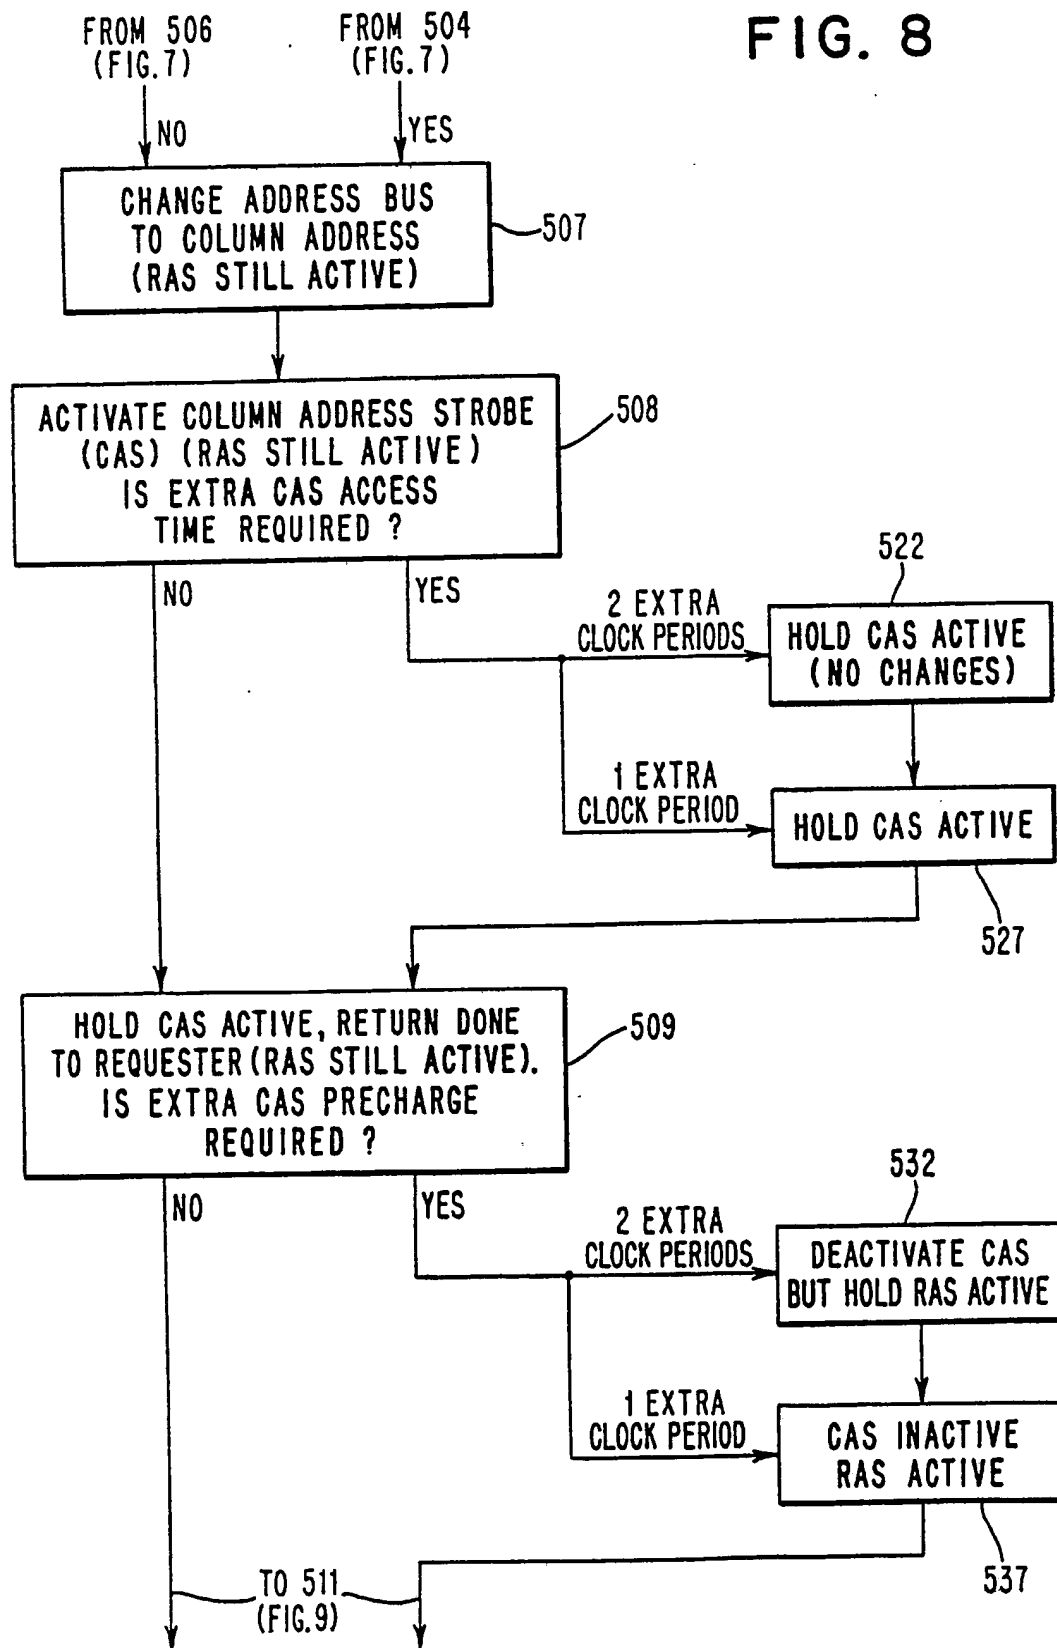 FIG. 8
FROM 506
(FIG. 7)
FROM 504
(FIG. 7)
NO
YES
CHANGE ADDRESS BUS
TO COLUMN ADDRESS
(RAS STILL ACTIVE)
507
ACTIVATE COLUMN ADDRESS STROBE
(CAS) (RAS STILL ACTIVE)
IS EXTRA CAS ACCESS
TIME REQUIRED ?
508
NO
YES
2 EXTRA
CLOCK PERIODS
522
HOLD CAS ACTIVE
(NO CHANGES)
1 EXTRA
CLOCK PERIOD
HOLD CAS ACTIVE
527
HOLD CAS ACTIVE, RETURN DONE
TO REQUESTER (RAS STILL ACTIVE).
IS EXTRA CAS PRECHARGE
REQUIRED ?
509
NO
YES
2 EXTRA
CLOCK PERIODS
532
DEACTIVATE CAS
BUT HOLD RAS ACTIVE
1 EXTRA
CLOCK PERIOD
CAS INACTIVE
RAS ACTIVE
537
TO 511
(FIG. 9)